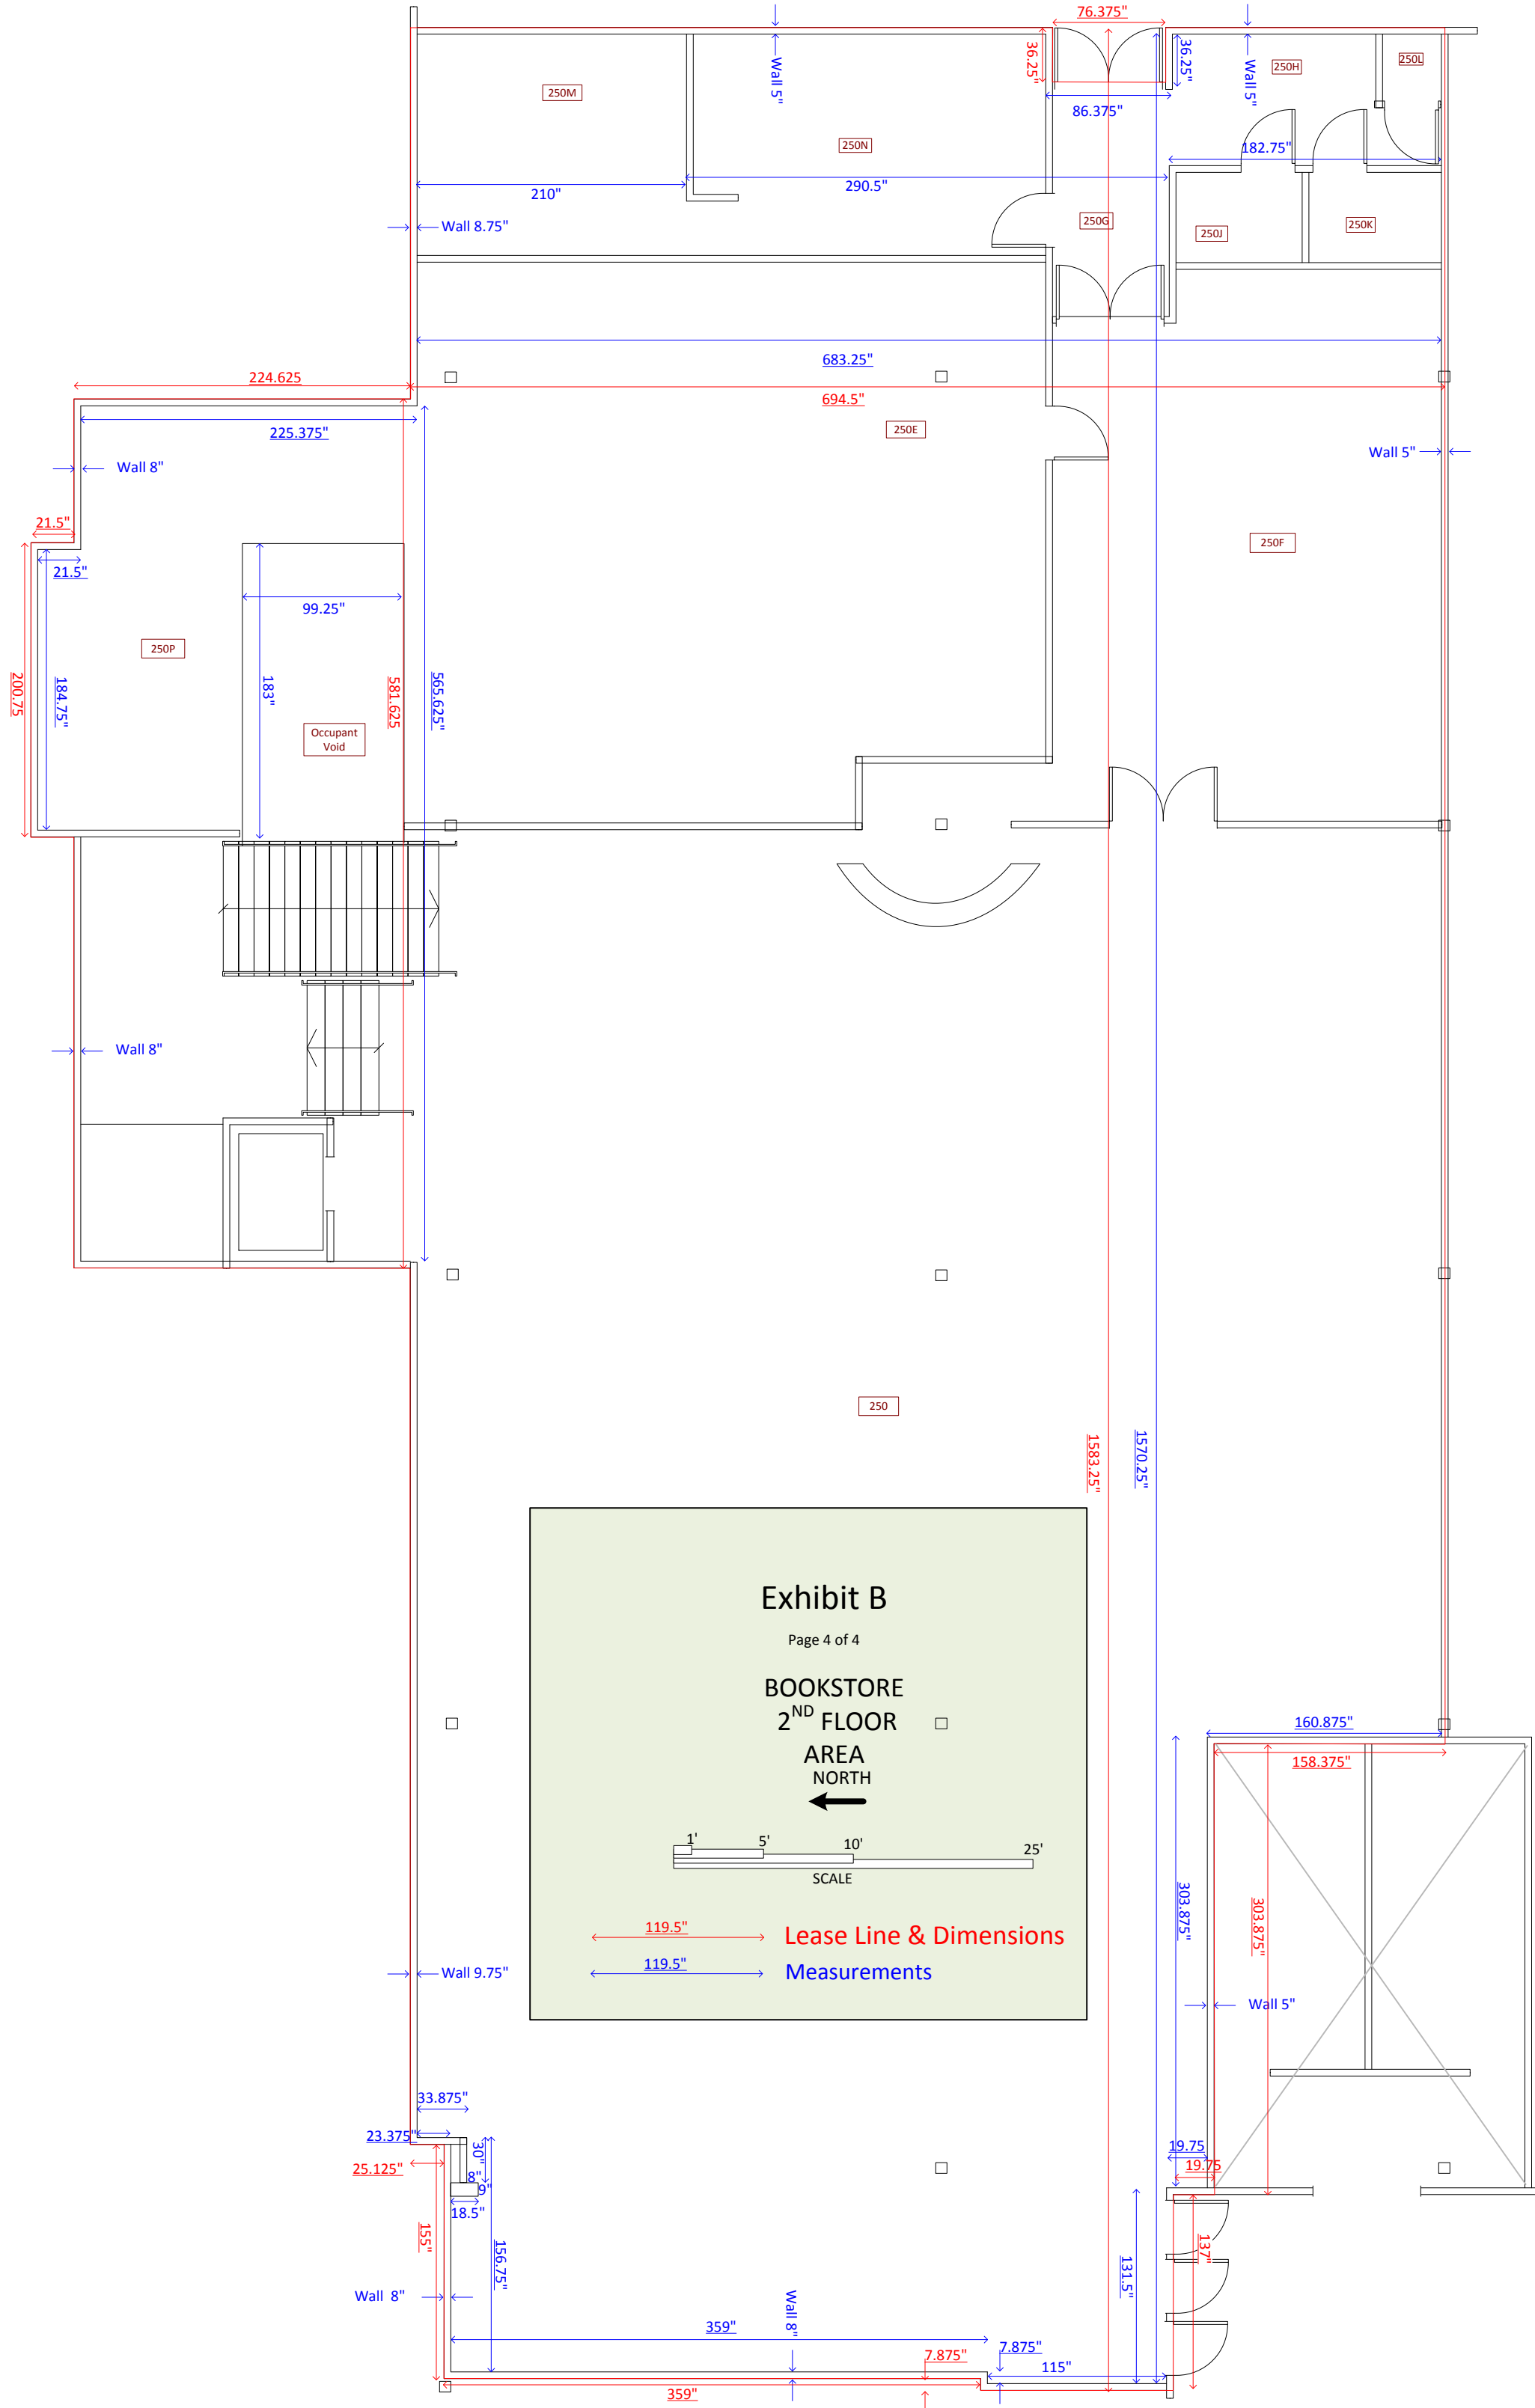 76.375"
36.25"
Wall 5"
36.25"
Wall 5"
250H
250L
250M
86.375"
250N
182.75"
210"
290.5"
Wall 8.75"
250G
250J
250K
683.25"
224.625
694.5"
250E
225.375"
Wall 8"
Wall 5"
21.5"
21.5"
250F
99.25"
250P
200.75
184.75"
183"
581.625
565.625"
Occupant
Void
Wall 8"
250
1583.25"
1570.25"
Exhibit B
Page 4 of 4
BOOKSTORE
2ND FLOOR
AREA
NORTH
1'
5'
10'
25'
SCALE
119.5"
Lease Line & Dimensions
119.5"
Measurements
160.875"
158.375"
303.875"
303.875"
Wall 9.75"
Wall 5"
33.875"
23.375"
30"
25.125"
8"
9"
18.5"
19.75
19.75
155"
156.75"
131.5"
137"
Wall 8"
Wall 8"
359"
7.875"
7.875"
115"
359"